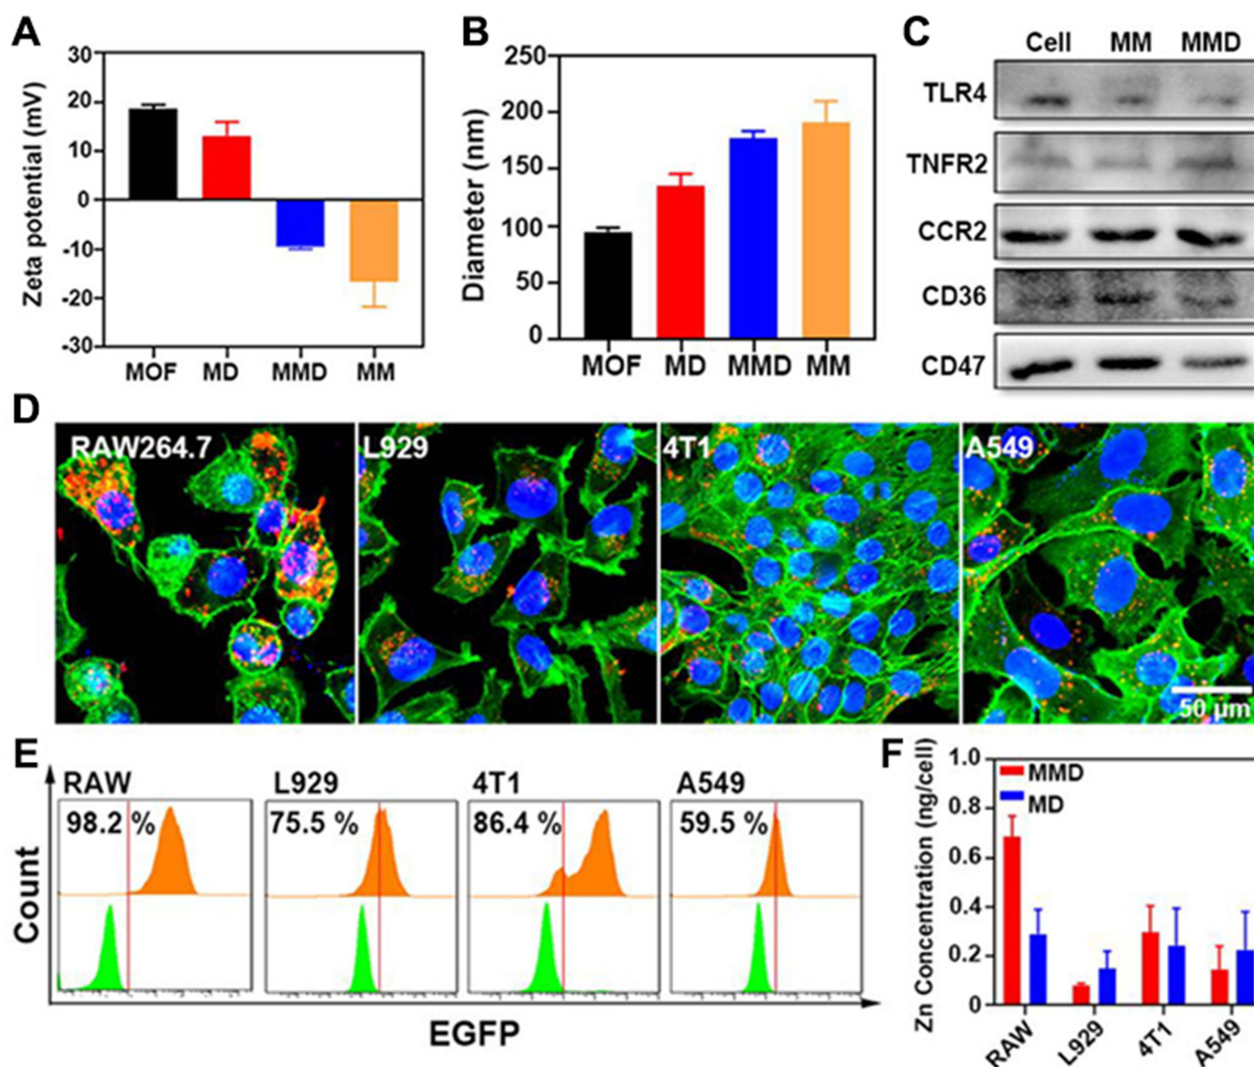 A
Zeta potential (mV)
30
20
10
0
-10
-20
-30
MOF MD MMD MM
B
Diameter (nm)
250
200
150
100
50
0
MOF MD MMD MM
C
Cell MM MMD
TLR4
TNFR2
CCR2
CD36
CD47
D
RAW264.7 L929 4T1 A549
50 µm
E
RAW L929 4T1 A549
98.2 % 75.5 % 86.4 % 59.5 %
Count
EGFP
F
Zn Concentration (ng/cell)
1.0
0.8
0.6
0.4
0.2
0
MMD
MD
RAW L929 4T1 A549